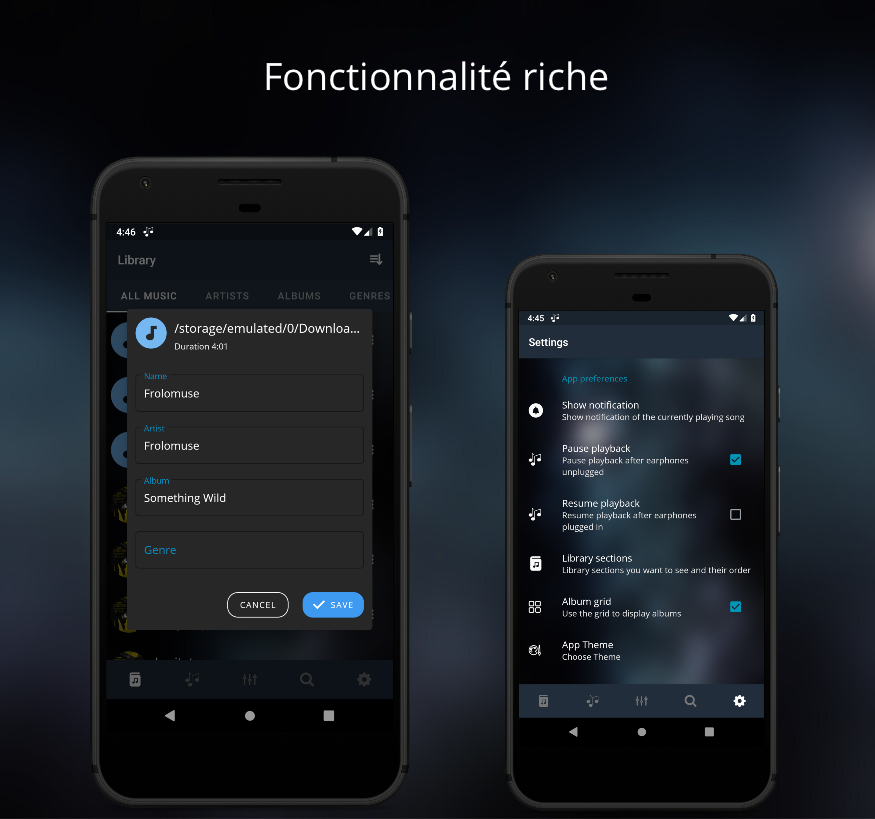 Fonctionnalité riche
4:46
Library
ALL MUSIC ARTISTS ALBUMS GENRES
/storage/emulated/0/Downloa...
Duration 4:01
Name
Frolomuse
Artist
Frolomuse
Album
Something Wild
Genre
CANCEL SAVE
4:45
Settings
App preferences
Show notification
Show notification of the currently playing song
Pause playback
Pause playback after earphones
unplugged
Resume playback
Resume playback after earphones
plugged in
Library sections
Library sections you want to see and their order
Album grid
Use the grid to display albums
App Theme
Choose Theme